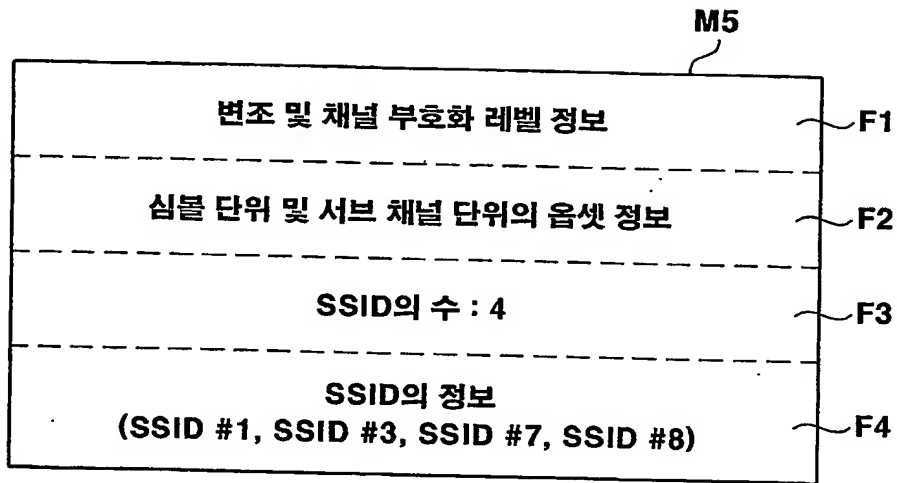 M5
변조 및 채널 부호화 레벨 정보
F1
심볼 단위 및 서브 채널 단위의 옵셋 정보
F2
SSID의 수 : 4
F3
SSID의 정보
(SSID #1, SSID #3, SSID #7, SSID #8)
F4